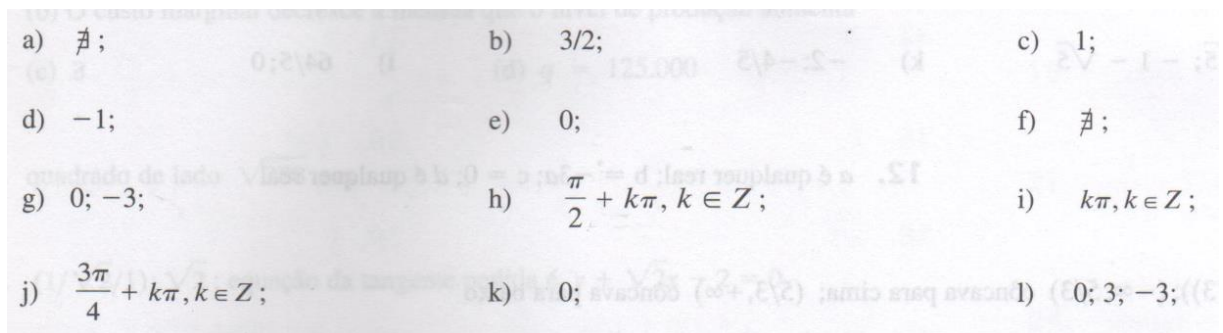 a) ∄ ; b) 3/2; c) 1;
d) −1; e) 0; f) ∄ ;
g) 0; −3; h) π/2 + kπ, k ∈ Z ; i) kπ, k ∈ Z ;
j) 3π/4 + kπ, k ∈ Z ; k) 0; l) 0; 3; −3;